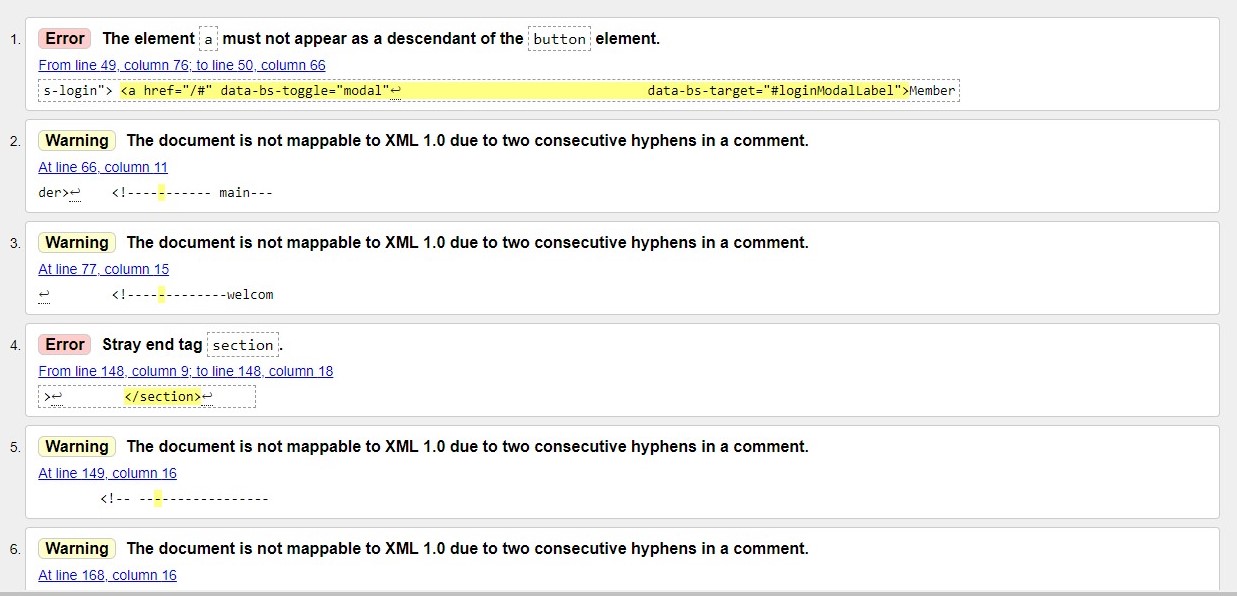 1. Error The element a must not appear as a descendant of the button element.
From line 49, column 76; to line 50, column 66
s-login"> <a href="/#" data-bs-toggle="modal"↩ data-bs-target="#loginModalLabel">Member
2. Warning The document is not mappable to XML 1.0 due to two consecutive hyphens in a comment.
At line 66, column 11
der>↩ <!----------- main---
3. Warning The document is not mappable to XML 1.0 due to two consecutive hyphens in a comment.
At line 77, column 15
↩ <!-------------welcom
4. Error Stray end tag section.
From line 148, column 9; to line 148, column 18
>↩ </section>↩
5. Warning The document is not mappable to XML 1.0 due to two consecutive hyphens in a comment.
At line 149, column 16
<!-- -----------------
6. Warning The document is not mappable to XML 1.0 due to two consecutive hyphens in a comment.
At line 168, column 16